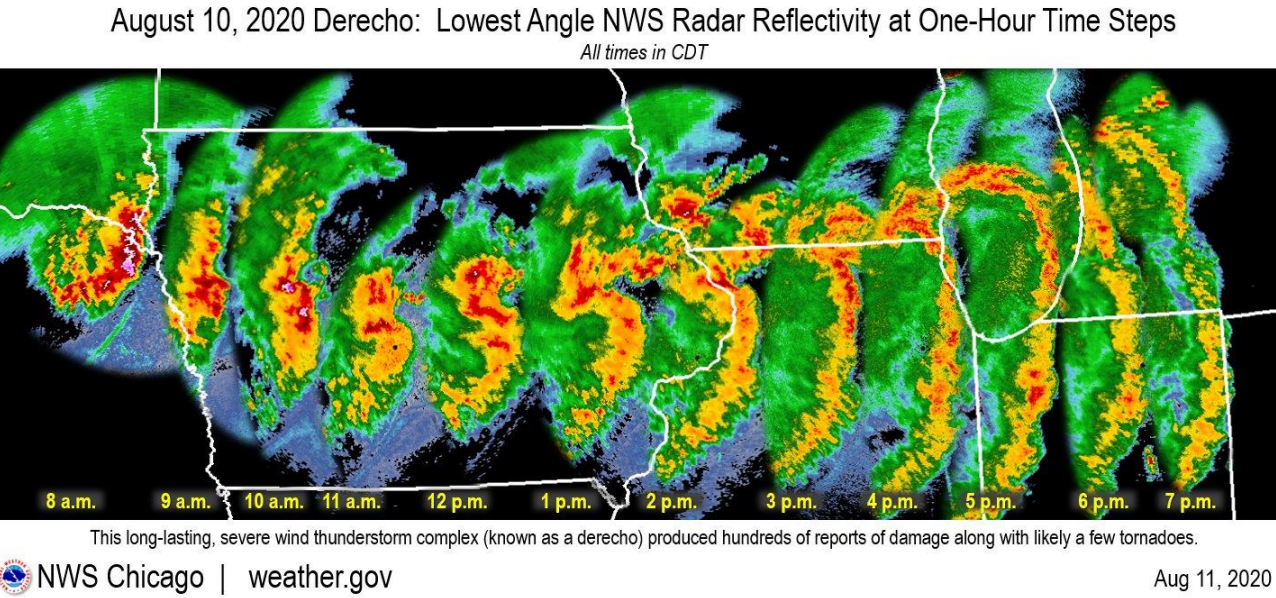 August 10, 2020 Derecho: Lowest Angle NWS Radar Reflectivity at One-Hour Time Steps
All times in CDT
8 a.m. 9 a.m. 10 a.m. 11 a.m. 12 p.m. 1 p.m. 2 p.m. 3 p.m. 4 p.m. 5 p.m. 6 p.m. 7 p.m.
This long-lasting, severe wind thunderstorm complex (known as a derecho) produced hundreds of reports of damage along with likely a few tornadoes.
NWS Chicago | weather.gov Aug 11, 2020